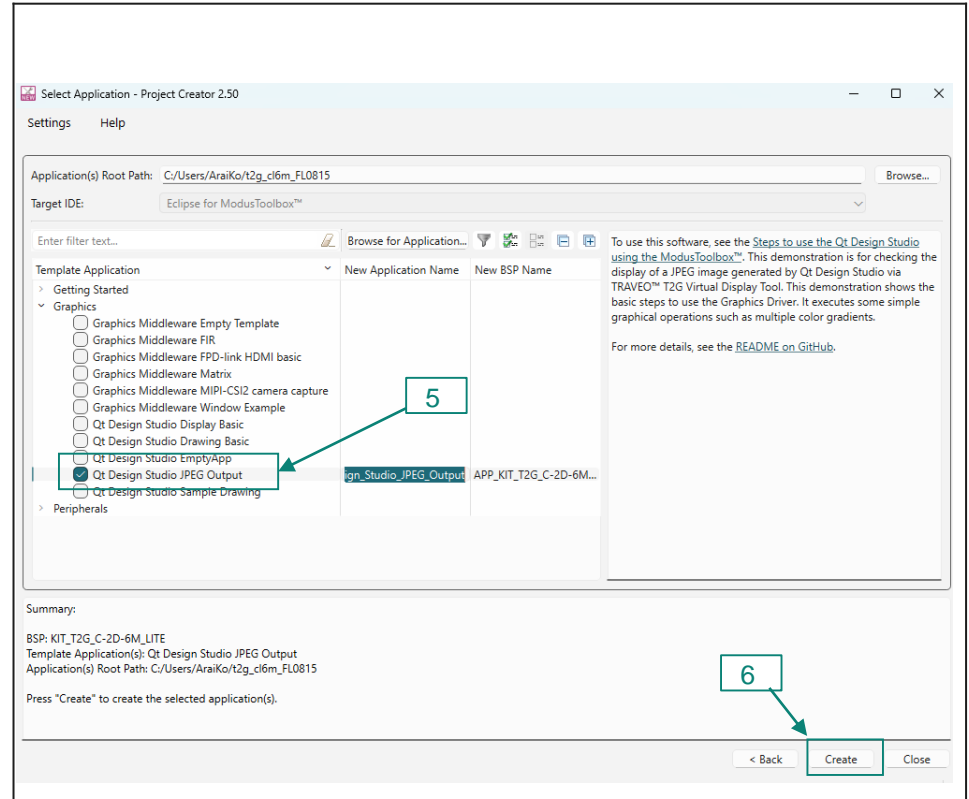 NEW Select Application - Project Creator 2.50
Settings Help
Application(s) Root Path: C:/Users/AraiKo/t2g_cl6m_FL0815 Browse...
Target IDE: Eclipse for ModusToolbox™
Enter filter text... Browse for Application...
Template Application New Application Name New BSP Name
Getting Started
Graphics
Graphics Middleware Empty Template
Graphics Middleware FIR
Graphics Middleware FPD-link HDMI basic
Graphics Middleware Matrix
Graphics Middleware MIPI-CSI2 camera capture
Graphics Middleware Window Example
Qt Design Studio Display Basic
Qt Design Studio Drawing Basic
Qt Design Studio EmptyApp
Qt Design Studio JPEG Output ign_Studio_JPEG_Output APP_KIT_T2G_C-2D-6M...
Qt Design Studio Sample Drawing
Peripherals
5
To use this software, see the Steps to use the Qt Design Studio
using the ModusToolbox™. This demonstration is for checking the
display of a JPEG image generated by Qt Design Studio via
TRAVEO™ T2G Virtual Display Tool. This demonstration shows the
basic steps to use the Graphics Driver. It executes some simple
graphical operations such as multiple color gradients.
For more details, see the README on GitHub.
Summary:
BSP: KIT_T2G_C-2D-6M_LITE
Template Application(s): Qt Design Studio JPEG Output
Application(s) Root Path: C:/Users/AraiKo/t2g_cl6m_FL0815
Press "Create" to create the selected application(s).
6
< Back Create Close